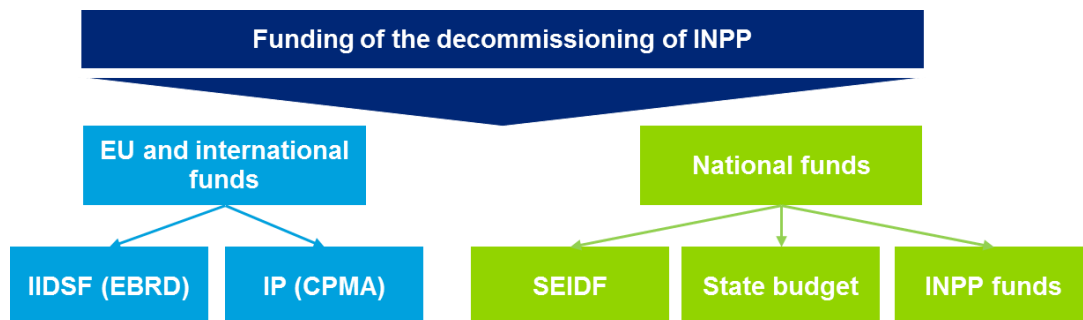 Funding of the decommissioning of INPP
EU and international
funds
National funds
IIDSF (EBRD)
IP (CPMA)
SEIDF
State budget
INPP funds